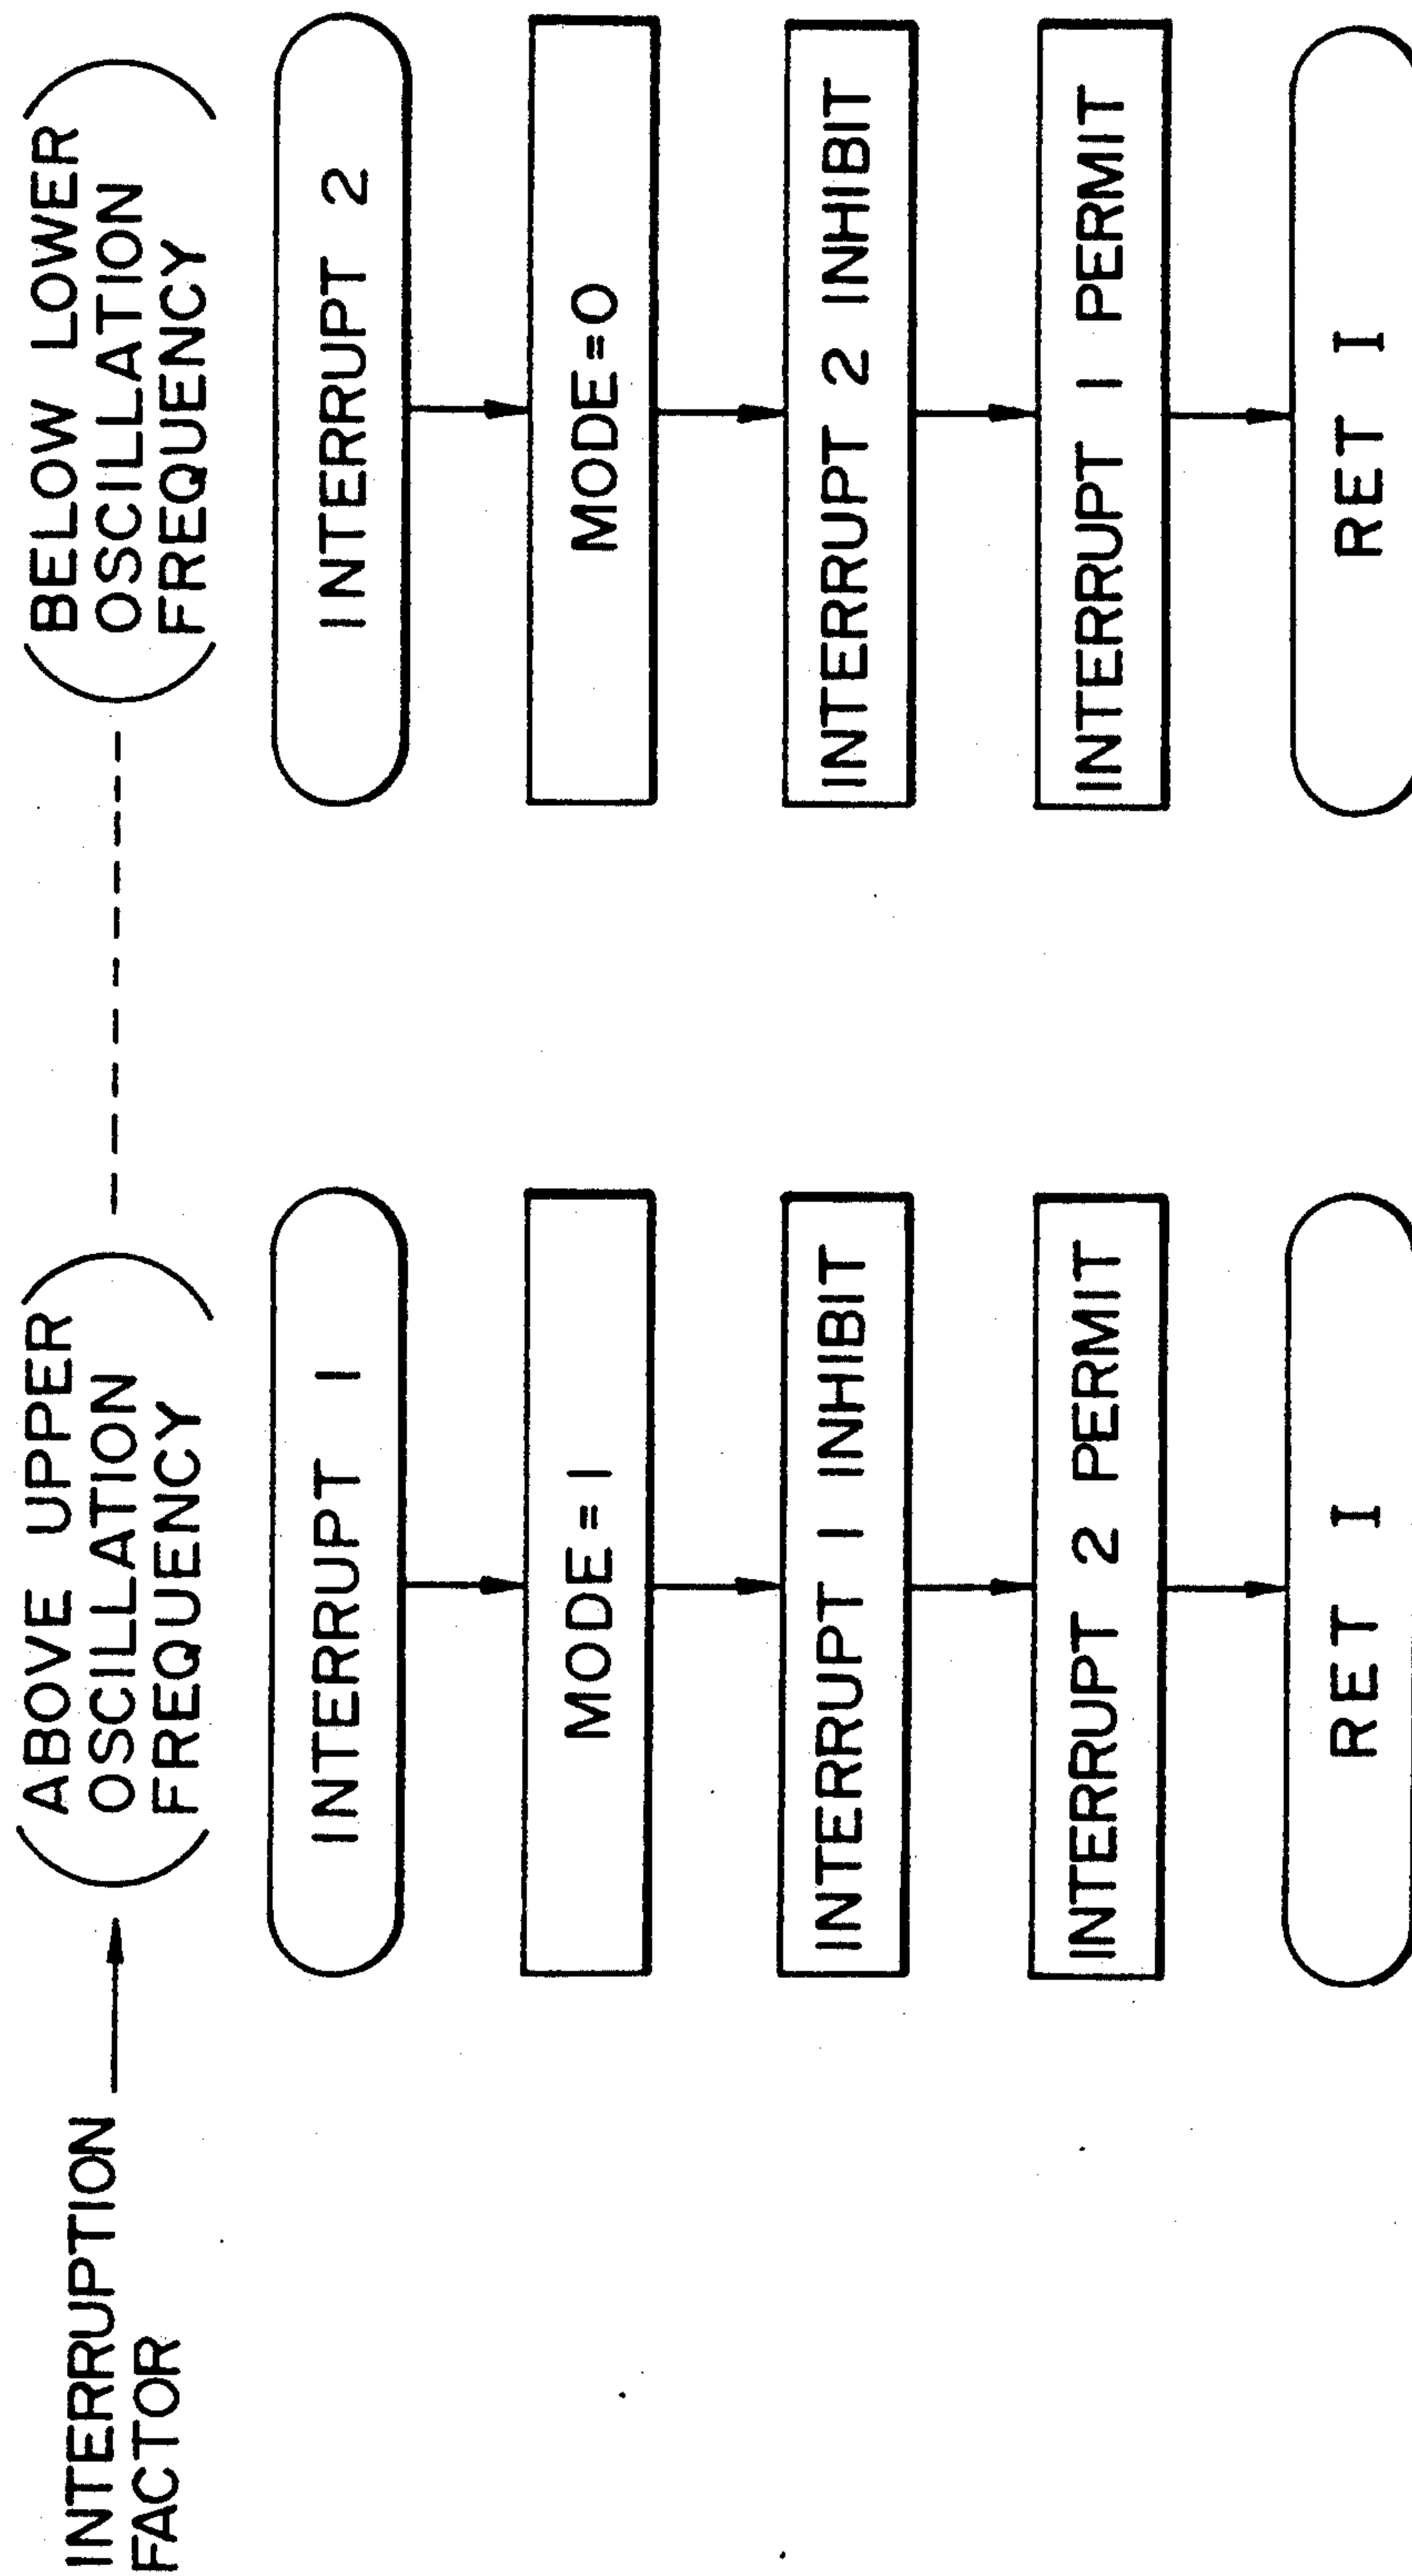 INTERRUPTION
FACTOR
(ABOVE UPPER
OSCILLATION
FREQUENCY)
INTERRUPT 1
MODE=1
INTERRUPT 1 INHIBIT
INTERRUPT 2 PERMIT
RET I
(BELOW LOWER
OSCILLATION
FREQUENCY)
INTERRUPT 2
MODE=0
INTERRUPT 2 INHIBIT
INTERRUPT 1 PERMIT
RET I